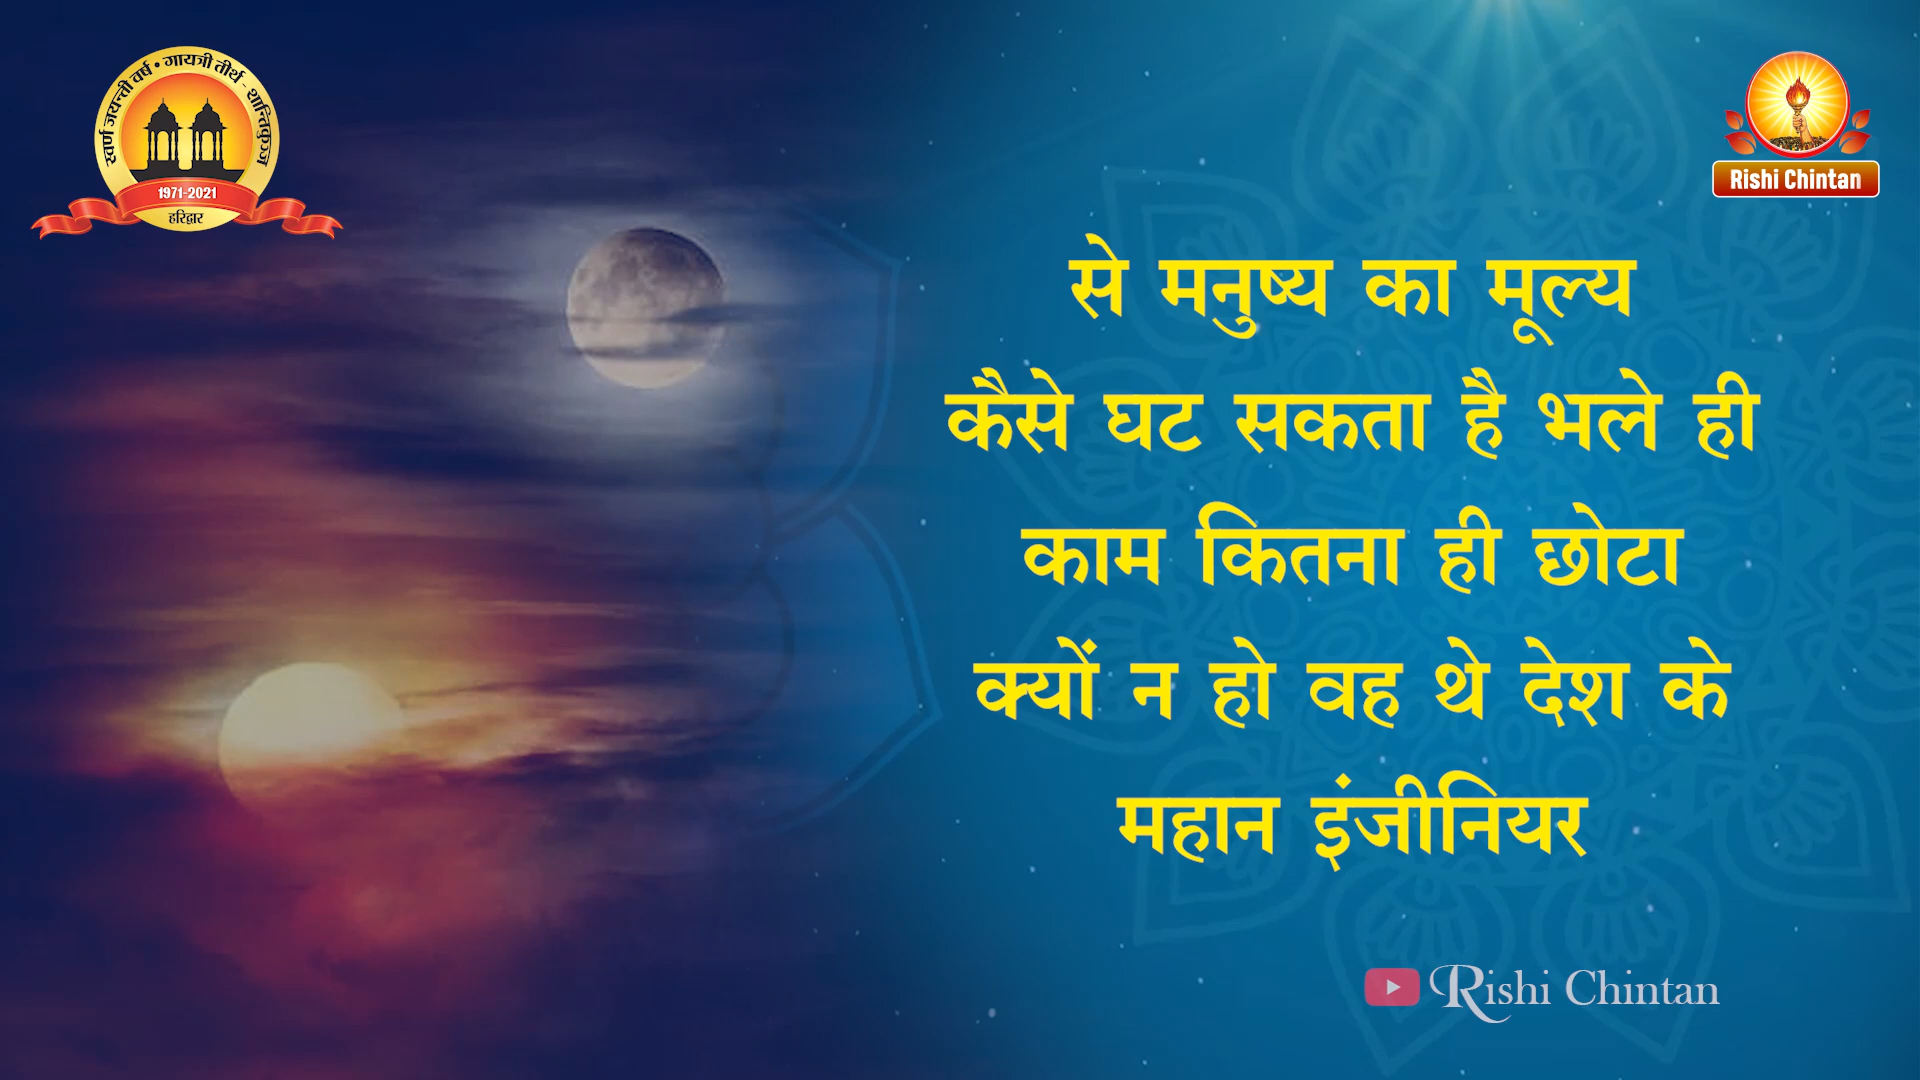 स्वर्ण जयन्ती वर्ष • गायत्री तीर्थ - शान्तिकुञ्ज
1971-2021
हरिद्वार
Rishi Chintan
से मनुष्य का मूल्य
कैसे घट सकता है भले ही
काम कितना ही छोटा
क्यों न हो वह थे देश के
महान इंजीनियर
Rishi Chintan